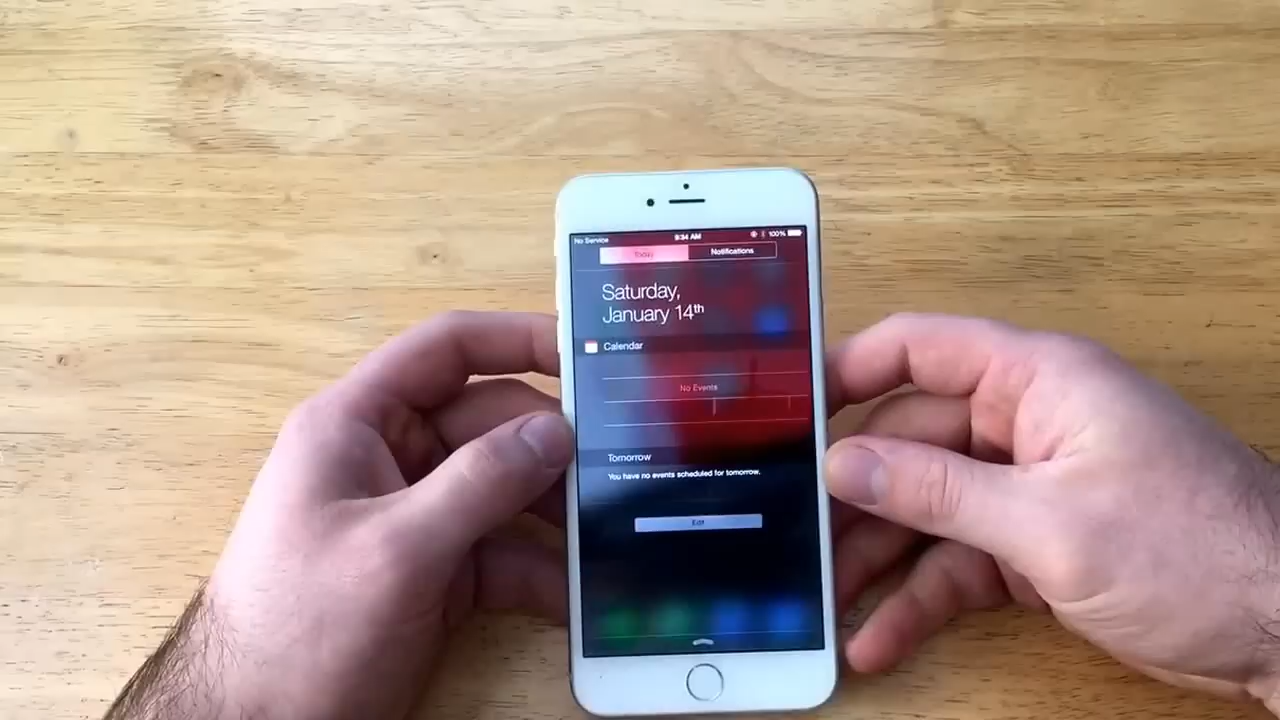 No Service 9:34 AM 100%
Today Notifications
Saturday,
January 14th
Calendar
No Events
Tomorrow
You have no events scheduled for tomorrow.
Edit